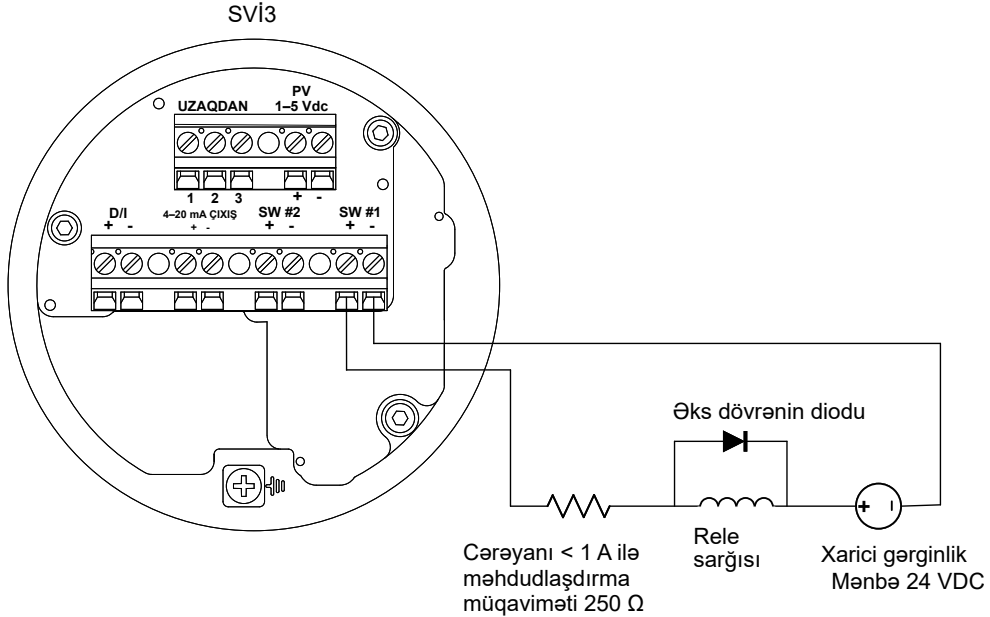 SVİ3
PV
UZAQDAN 1–5 Vdc
1 2 3 + -
D/I 4–20 mA ÇIXIŞ SW #2 SW #1
+ - + - + - + -
Əks dövrənin diodu
+ –
Rele
sarğısı
Cərəyanı < 1 A ilə
məhdudlaşdırma
müqaviməti 250 Ω
Xarici gərginlik
Mənbə 24 VDC